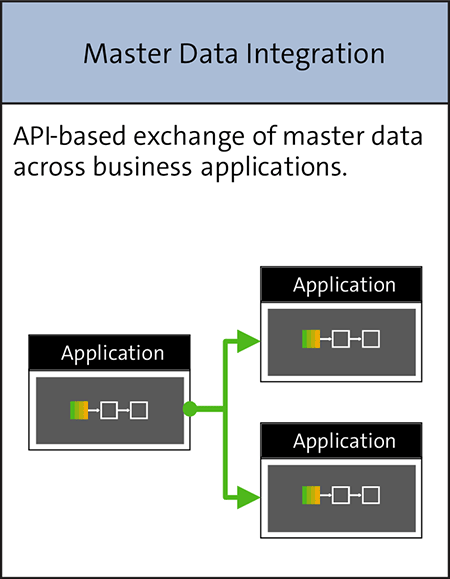 Master Data Integration
API-based exchange of master data
across business applications.
Application
Application
Application